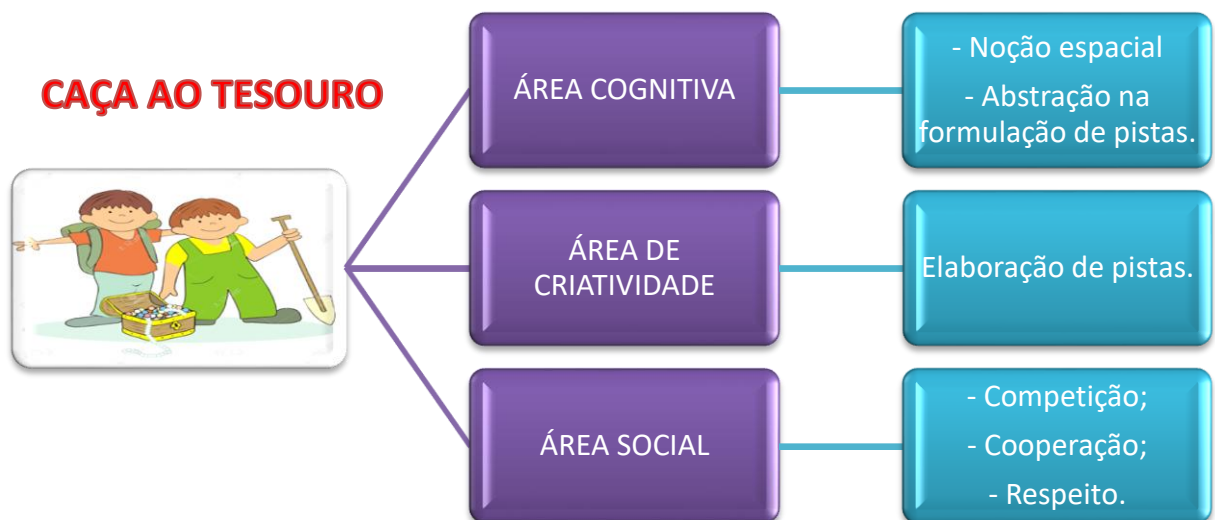 CAÇA AO TESOURO
ÁREA COGNITIVA
- Noção espacial
- Abstração na
formulação de pistas.
ÁREA DE
CRIATIVIDADE
Elaboração de pistas.
ÁREA SOCIAL
- Competição;
- Cooperação;
- Respeito.